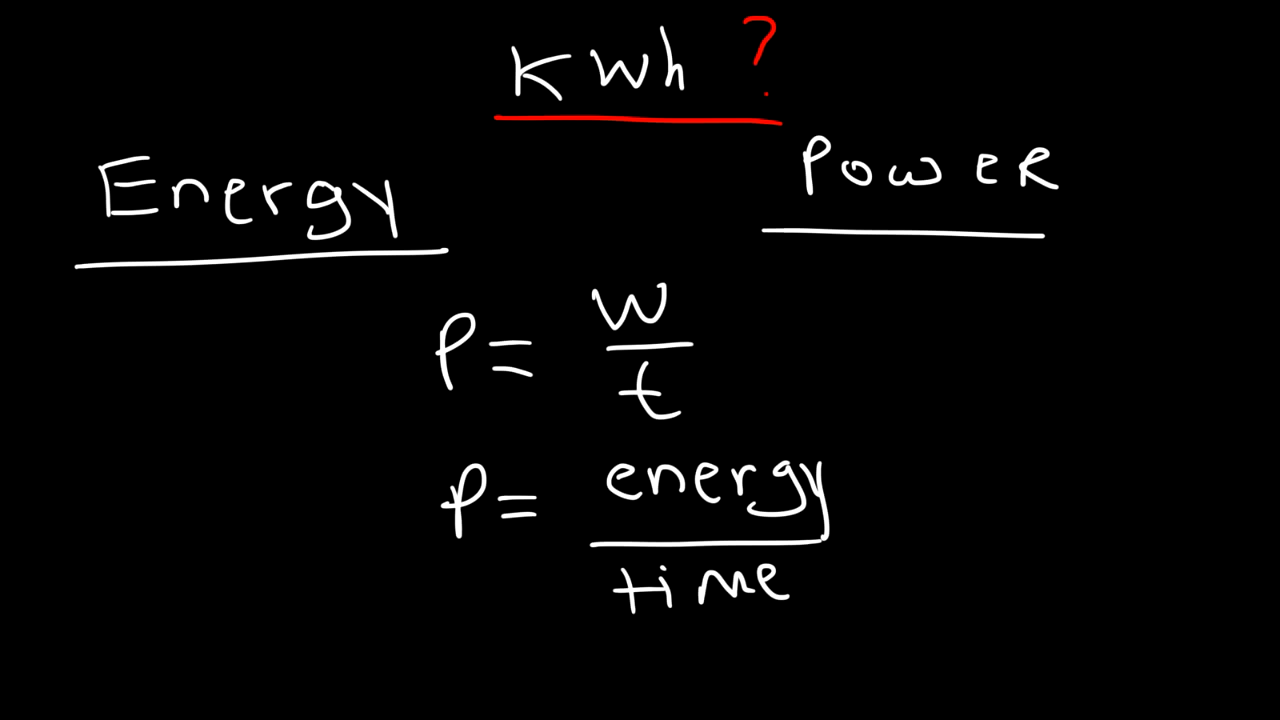 KWh ?
Energy
PoweR
P = W / t
P = energy / time